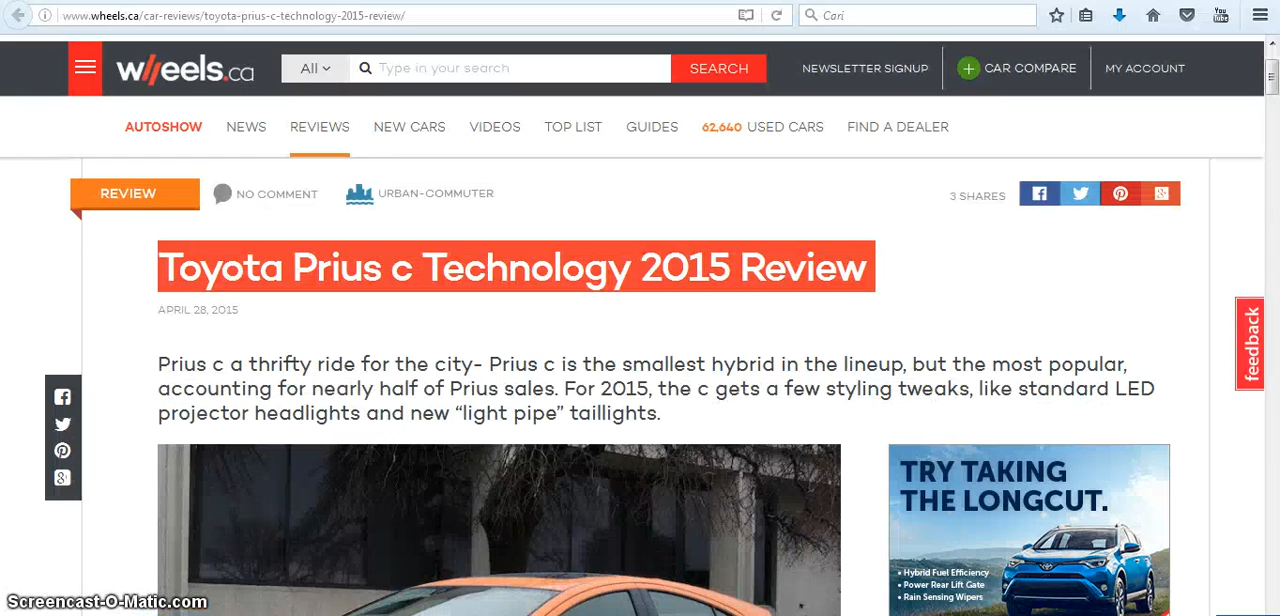 www.wheels.ca/car-reviews/toyota-prius-c-technology-2015-review/
Cari
You
Tube
wheels.ca
All
Type in your search
SEARCH
NEWSLETTER SIGNUP
CAR COMPARE
MY ACCOUNT
AUTOSHOW
NEWS
REVIEWS
NEW CARS
VIDEOS
TOP LIST
GUIDES
62,640 USED CARS
FIND A DEALER
REVIEW
NO COMMENT
URBAN-COMMUTER
3 SHARES
Toyota Prius c Technology 2015 Review
APRIL 28, 2015
feedback
Prius c a thrifty ride for the city- Prius c is the smallest hybrid in the lineup, but the most popular,
accounting for nearly half of Prius sales. For 2015, the c gets a few styling tweaks, like standard LED
projector headlights and new “light pipe” taillights.
TRY TAKING
THE LONGCUT.
• Hybrid Fuel Efficiency
• Power Rear Lift Gate
• Rain Sensing Wipers
Screencast-O-Matic.com